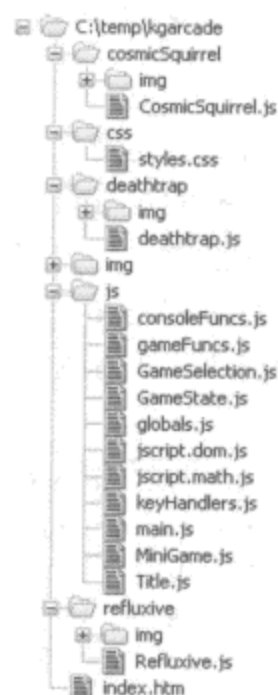 C:\temp\kgarcade
cosmicSquirrel
img
CosmicSquirrel.js
css
styles.css
deathtrap
img
deathtrap.js
img
js
consoleFuncs.js
gameFuncs.js
GameSelection.js
GameState.js
globals.js
jscript.dom.js
jscript.math.js
keyHandlers.js
main.js
MiniGame.js
Title.js
refluxive
img
Refluxive.js
index.htm